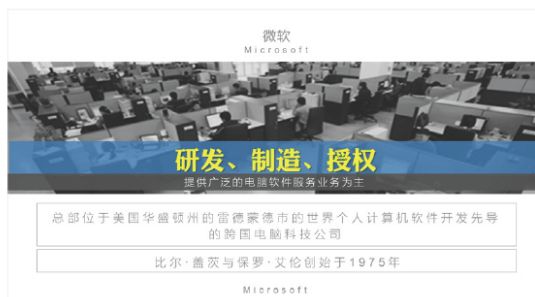 微软
Microsoft
研发、制造、授权
提供广泛的电脑软件服务业务为主
总部位于美国华盛顿州的雷德蒙德市的世界个人计算机软件开发先导
的跨国电脑科技公司
比尔·盖茨与保罗·艾伦创始于1975年
Microsoft